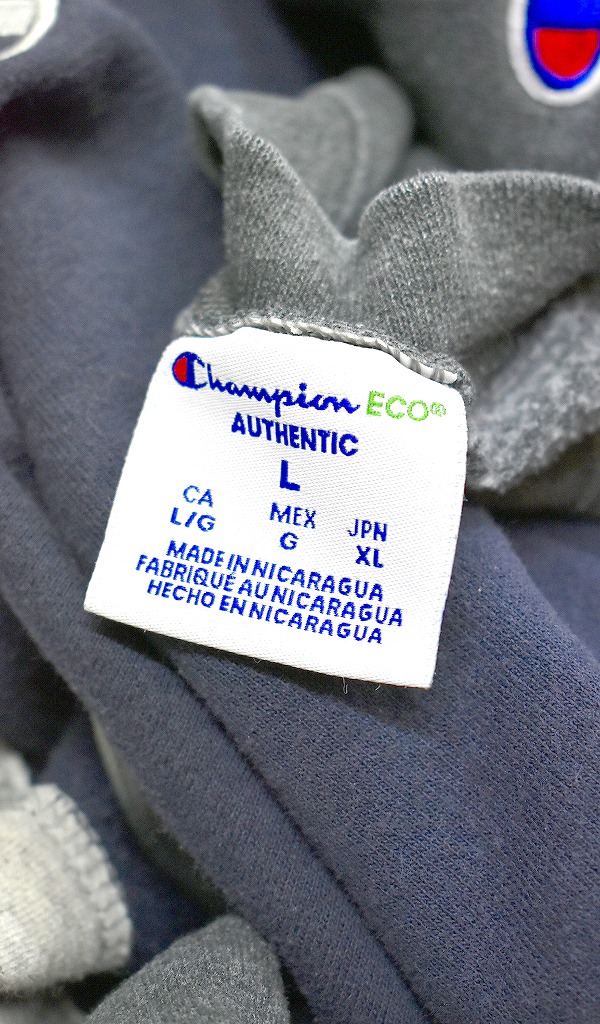 Champion ECO®
AUTHENTIC
L
CA MEX JPN
L/G G XL
MADE IN NICARAGUA
FABRIQUÉ AU NICARAGUA
HECHO EN NICARAGUA